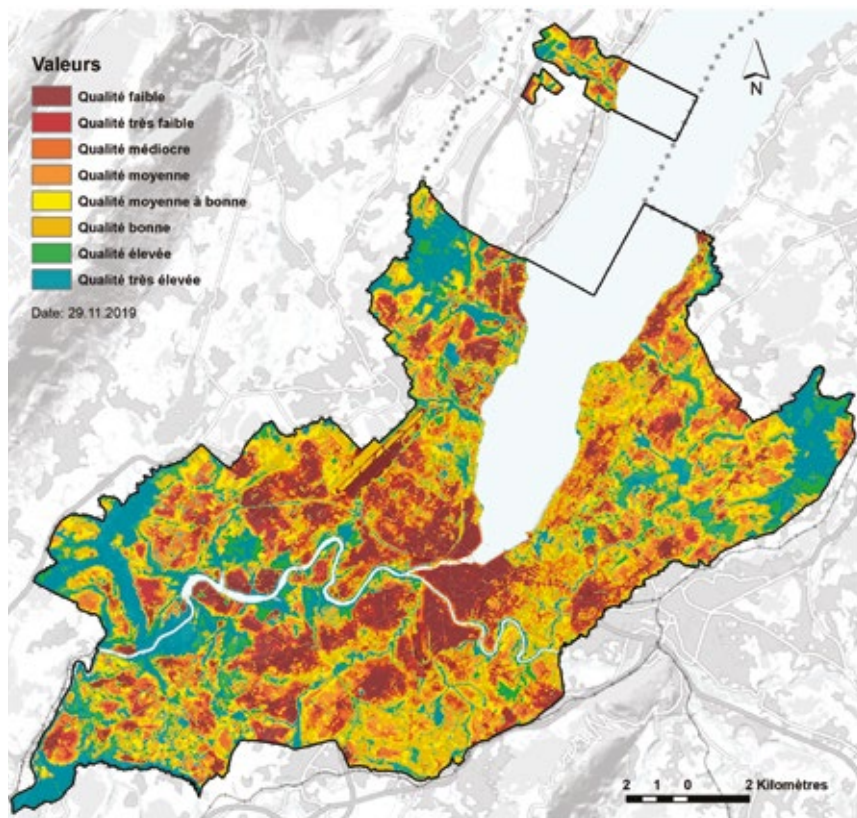 Valeurs
Qualité faible
Qualité très faible
Qualité médiocre
Qualité moyenne
Qualité moyenne à bonne
Qualité bonne
Qualité élevée
Qualité très élevée
Date: 29.11.2019
N
2 1 0 2 Kilomètres